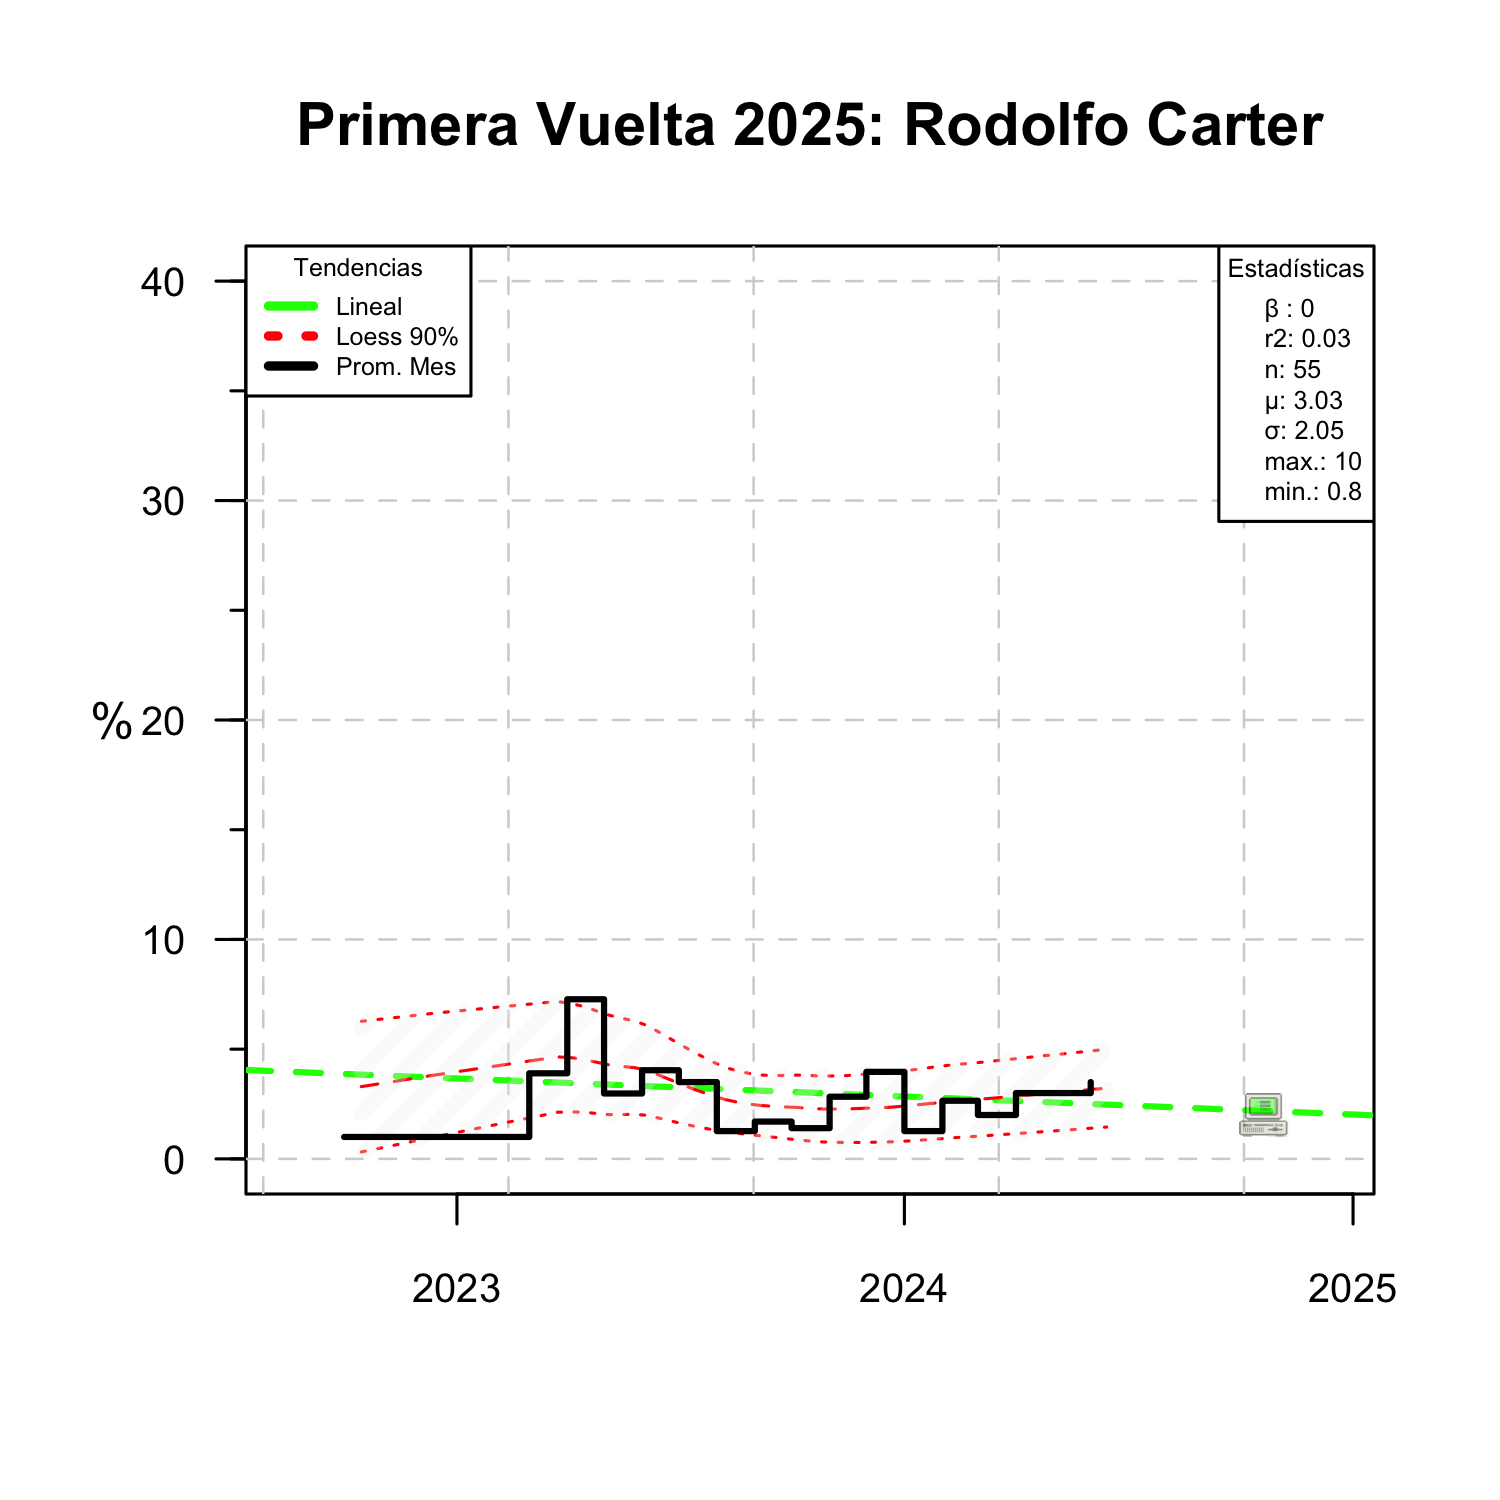 Primera Vuelta 2025: Rodolfo Carter
Tendencias
Lineal
Loess 90%
Prom. Mes
Estadísticas
β : 0
r2: 0.03
n: 55
μ: 3.03
σ: 2.05
max.: 10
min.: 0.8
40
30
% 20
10
0
2023 2024 2025